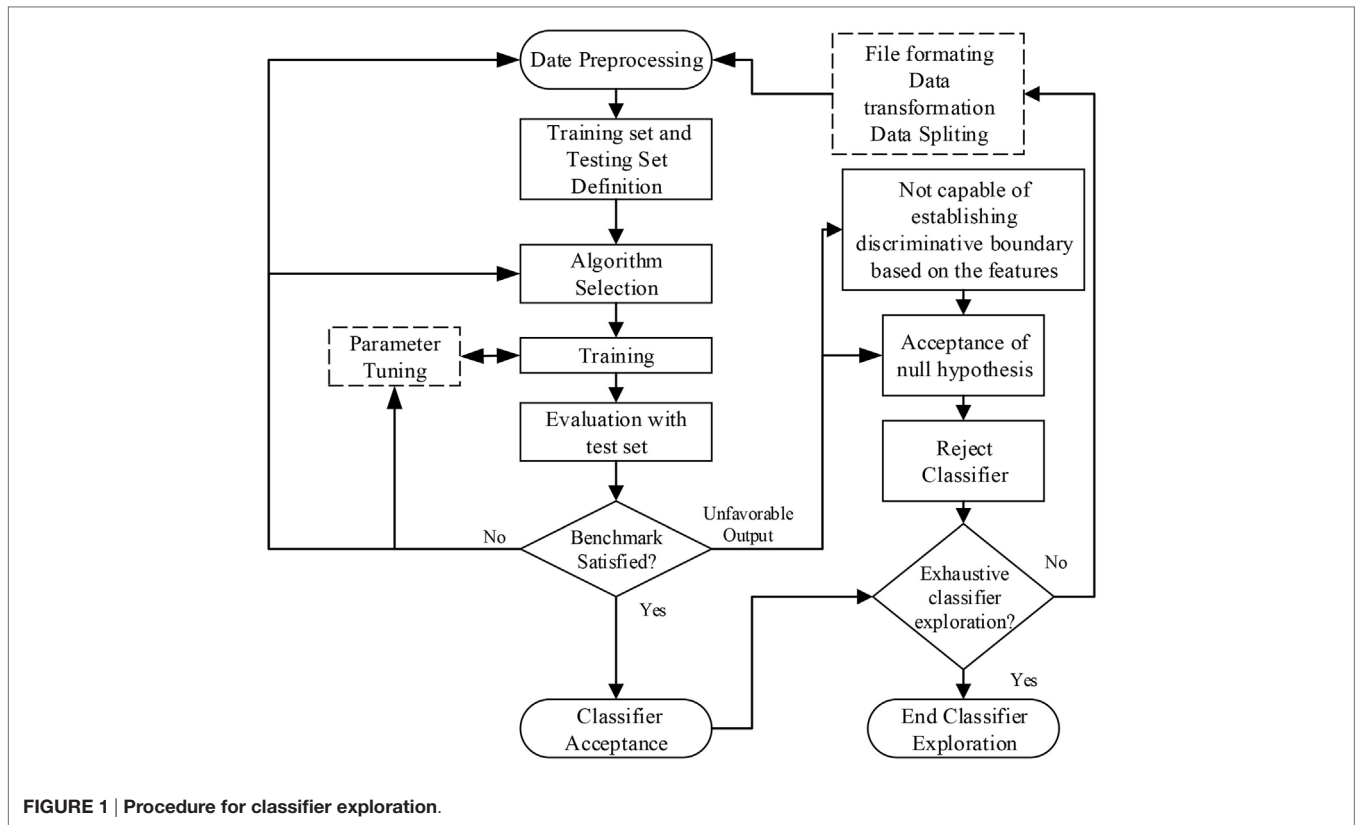 Date Preprocessing
Training set and
Testing Set
Definition
Algorithm
Selection
Parameter
Tuning
Training
Evaluation with
test set
No
Benchmark
Satisfied?
Unfavorable
Output
Yes
Classifier
Acceptance
File formating
Data
transformation
Data Spliting
Not capable of
establishing
discriminative boundary
based on the features
Acceptance of
null hypothesis
Reject
Classifier
Exhaustive
classifier
exploration?
No
Yes
End Classifier
Exploration
FIGURE 1 | Procedure for classifier exploration.